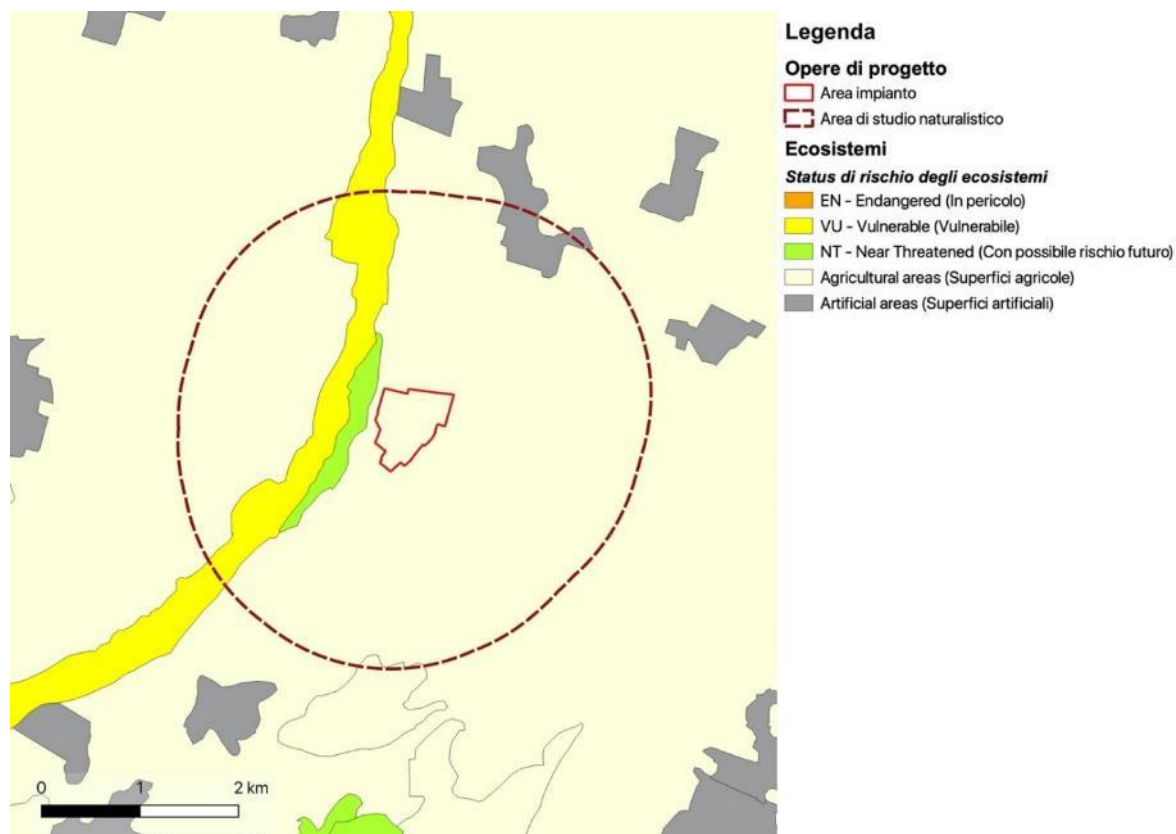 Legenda
Opere di progetto
Area impianto
Area di studio naturalistico
Ecosistemi
Status di rischio degli ecosistemi
EN - Endangered (In pericolo)
VU - Vulnerable (Vulnerabile)
NT - Near Threatened (Con possibile rischio futuro)
Agricultural areas (Superfici agricole)
Artificial areas (Superfici artificiali)
0 1 2 km